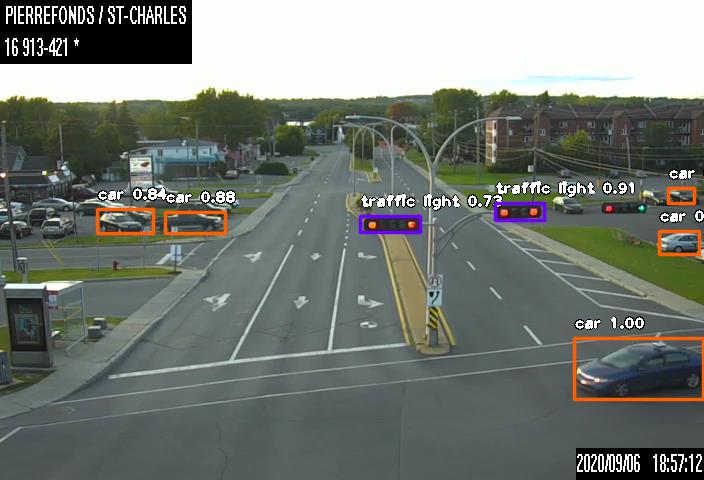 PIERREFONDS / ST-CHARLES
16 913-421 *
car 0.84
car 0.88
traffic light 0.73
traffic light 0.91
car
car 0
car 1.00
2020/09/06 18:57:12